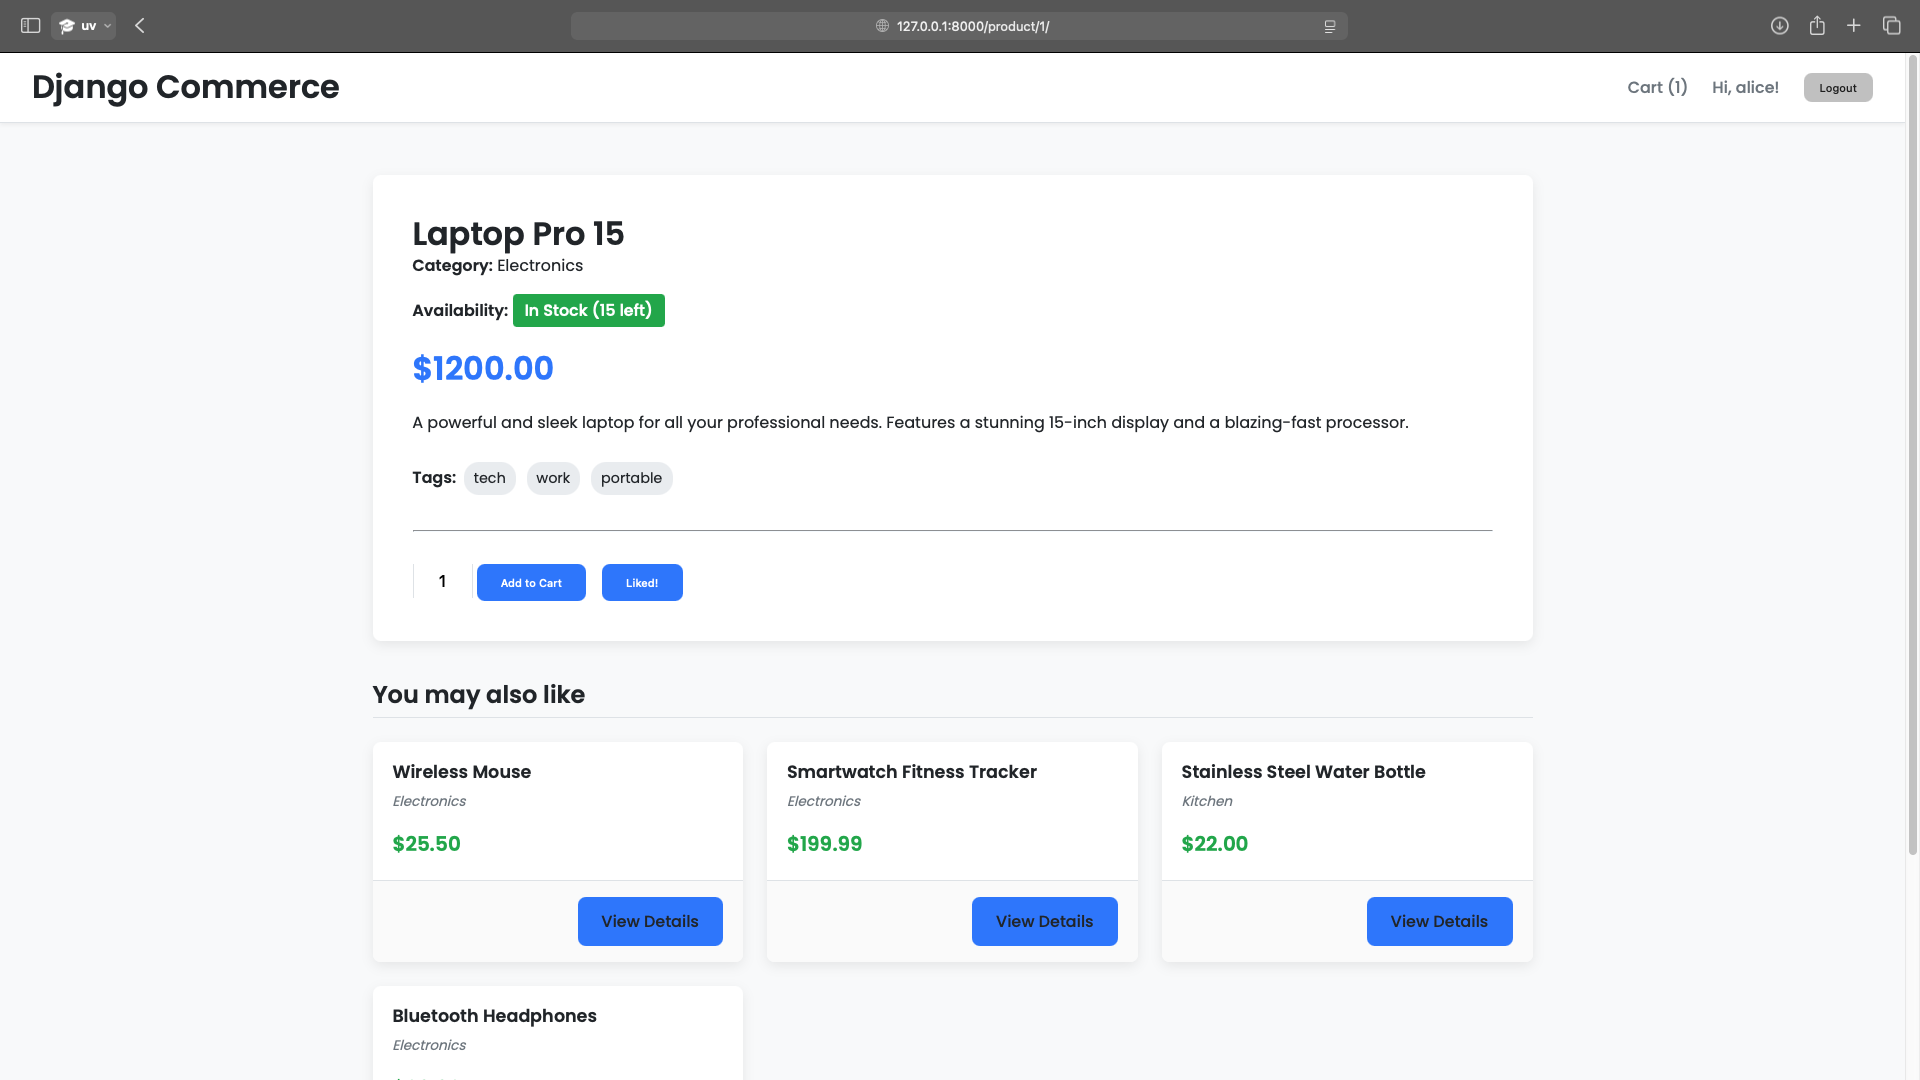 uv
127.0.0.1:8000/product/1/
Django Commerce
Cart (1) Hi, alice! Logout
Laptop Pro 15
Category: Electronics
Availability: In Stock (15 left)
$1200.00
A powerful and sleek laptop for all your professional needs. Features a stunning 15-inch display and a blazing-fast processor.
Tags: tech work portable
1 Add to Cart Liked!
You may also like
Wireless Mouse
Electronics
$25.50
View Details
Smartwatch Fitness Tracker
Electronics
$199.99
View Details
Stainless Steel Water Bottle
Kitchen
$22.00
View Details
Bluetooth Headphones
Electronics